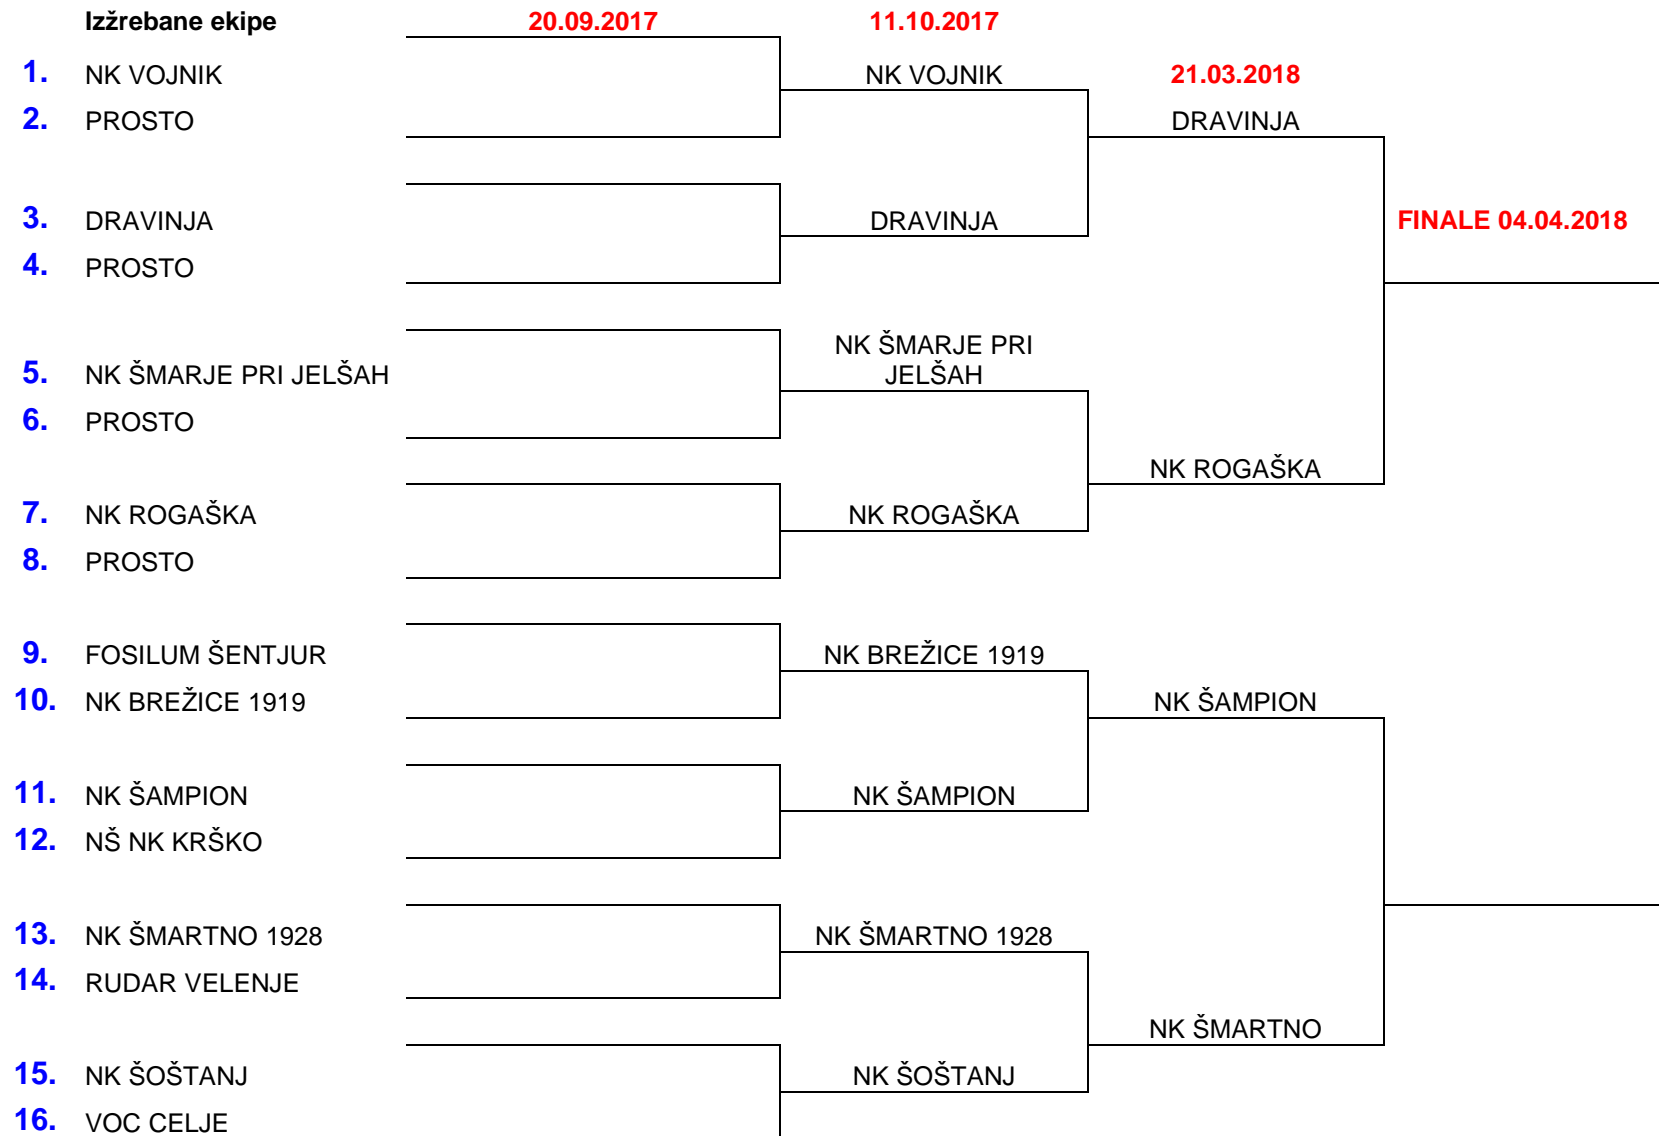 Izžrebane ekipe 20.09.2017 11.10.2017
1. NK VOJNIK NK VOJNIK 21.03.2018
2. PROSTO DRAVINJA
3. DRAVINJA DRAVINJA FINALE 04.04.2018
4. PROSTO
NK ŠMARJE PRI
5. NK ŠMARJE PRI JELŠAH JELŠAH
6. PROSTO
NK ROGAŠKA
7. NK ROGAŠKA NK ROGAŠKA
8. PROSTO
9. FOSILUM ŠENTJUR NK BREŽICE 1919
10. NK BREŽICE 1919 NK ŠAMPION
11. NK ŠAMPION NK ŠAMPION
12. NŠ NK KRŠKO
13. NK ŠMARTNO 1928 NK ŠMARTNO 1928
14. RUDAR VELENJE
NK ŠMARTNO
15. NK ŠOŠTANJ NK ŠOŠTANJ
16. VOC CELJE